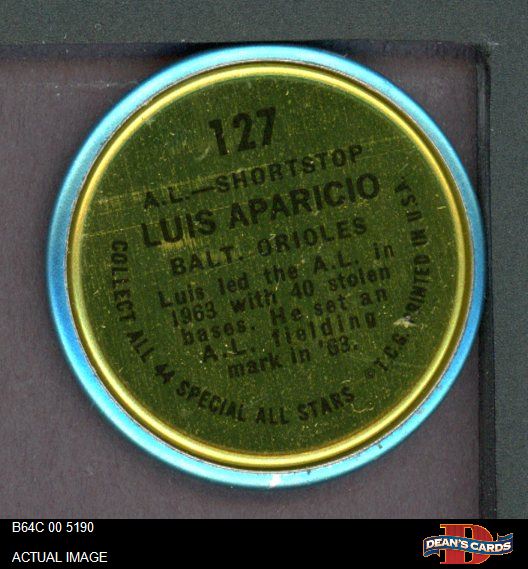 127
A.L.—SHORTSTOP
LUIS APARICIO
BALT. ORIOLES
Luis led the A.L. in
1963 with 40 stolen
bases. He set an
A.L. fielding
mark in '63.
COLLECT ALL 44 SPECIAL ALL STARS
© T.C.G. PRINTED IN U.S.A.
B64C 00 5190
ACTUAL IMAGE
D
DEAN'S CARDS